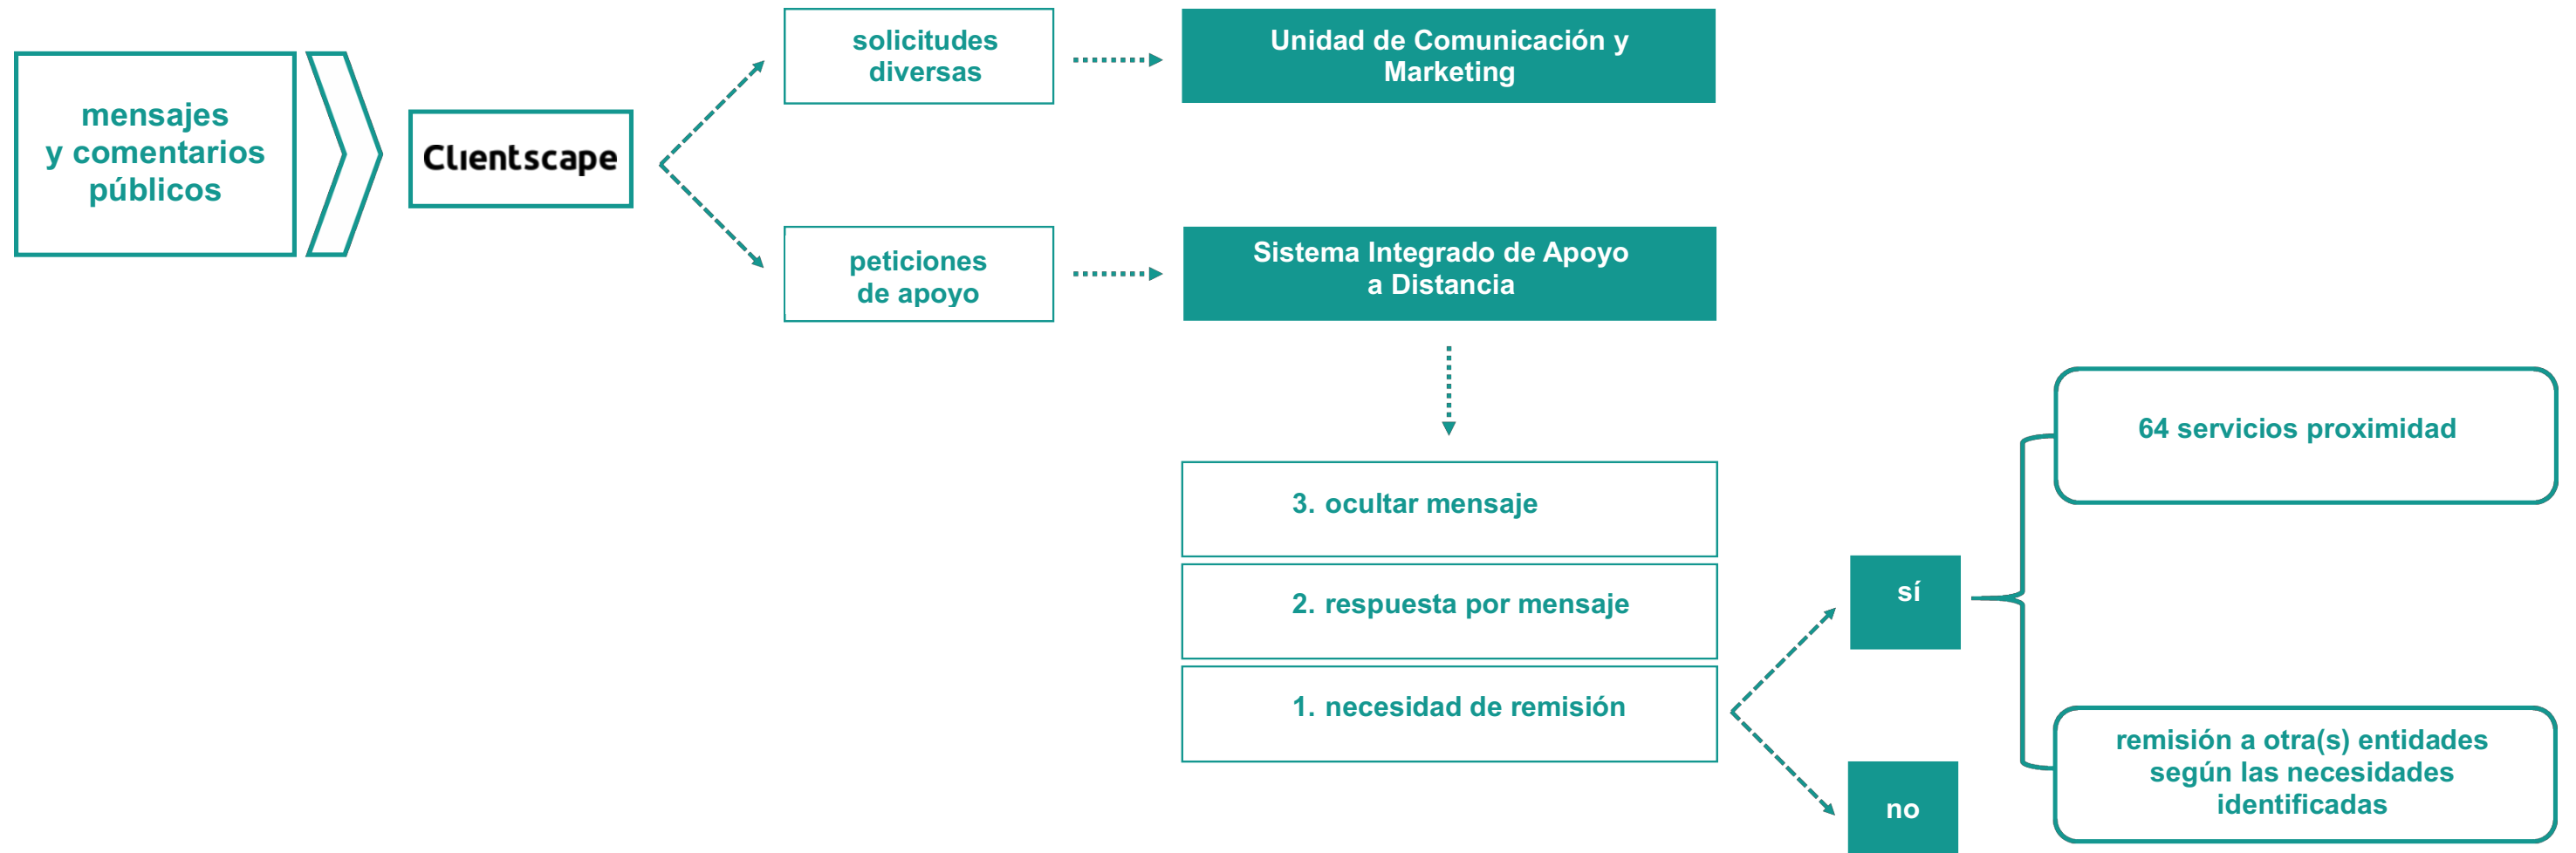 mensajes
y comentarios
públicos
Clientscape
solicitudes
diversas
Unidad de Comunicación y
Marketing
peticiones
de apoyo
Sistema Integrado de Apoyo
a Distancia
3. ocultar mensaje
2. respuesta por mensaje
1. necesidad de remisión
sí
no
64 servicios proximidad
remisión a otra(s) entidades
según las necesidades
identificadas